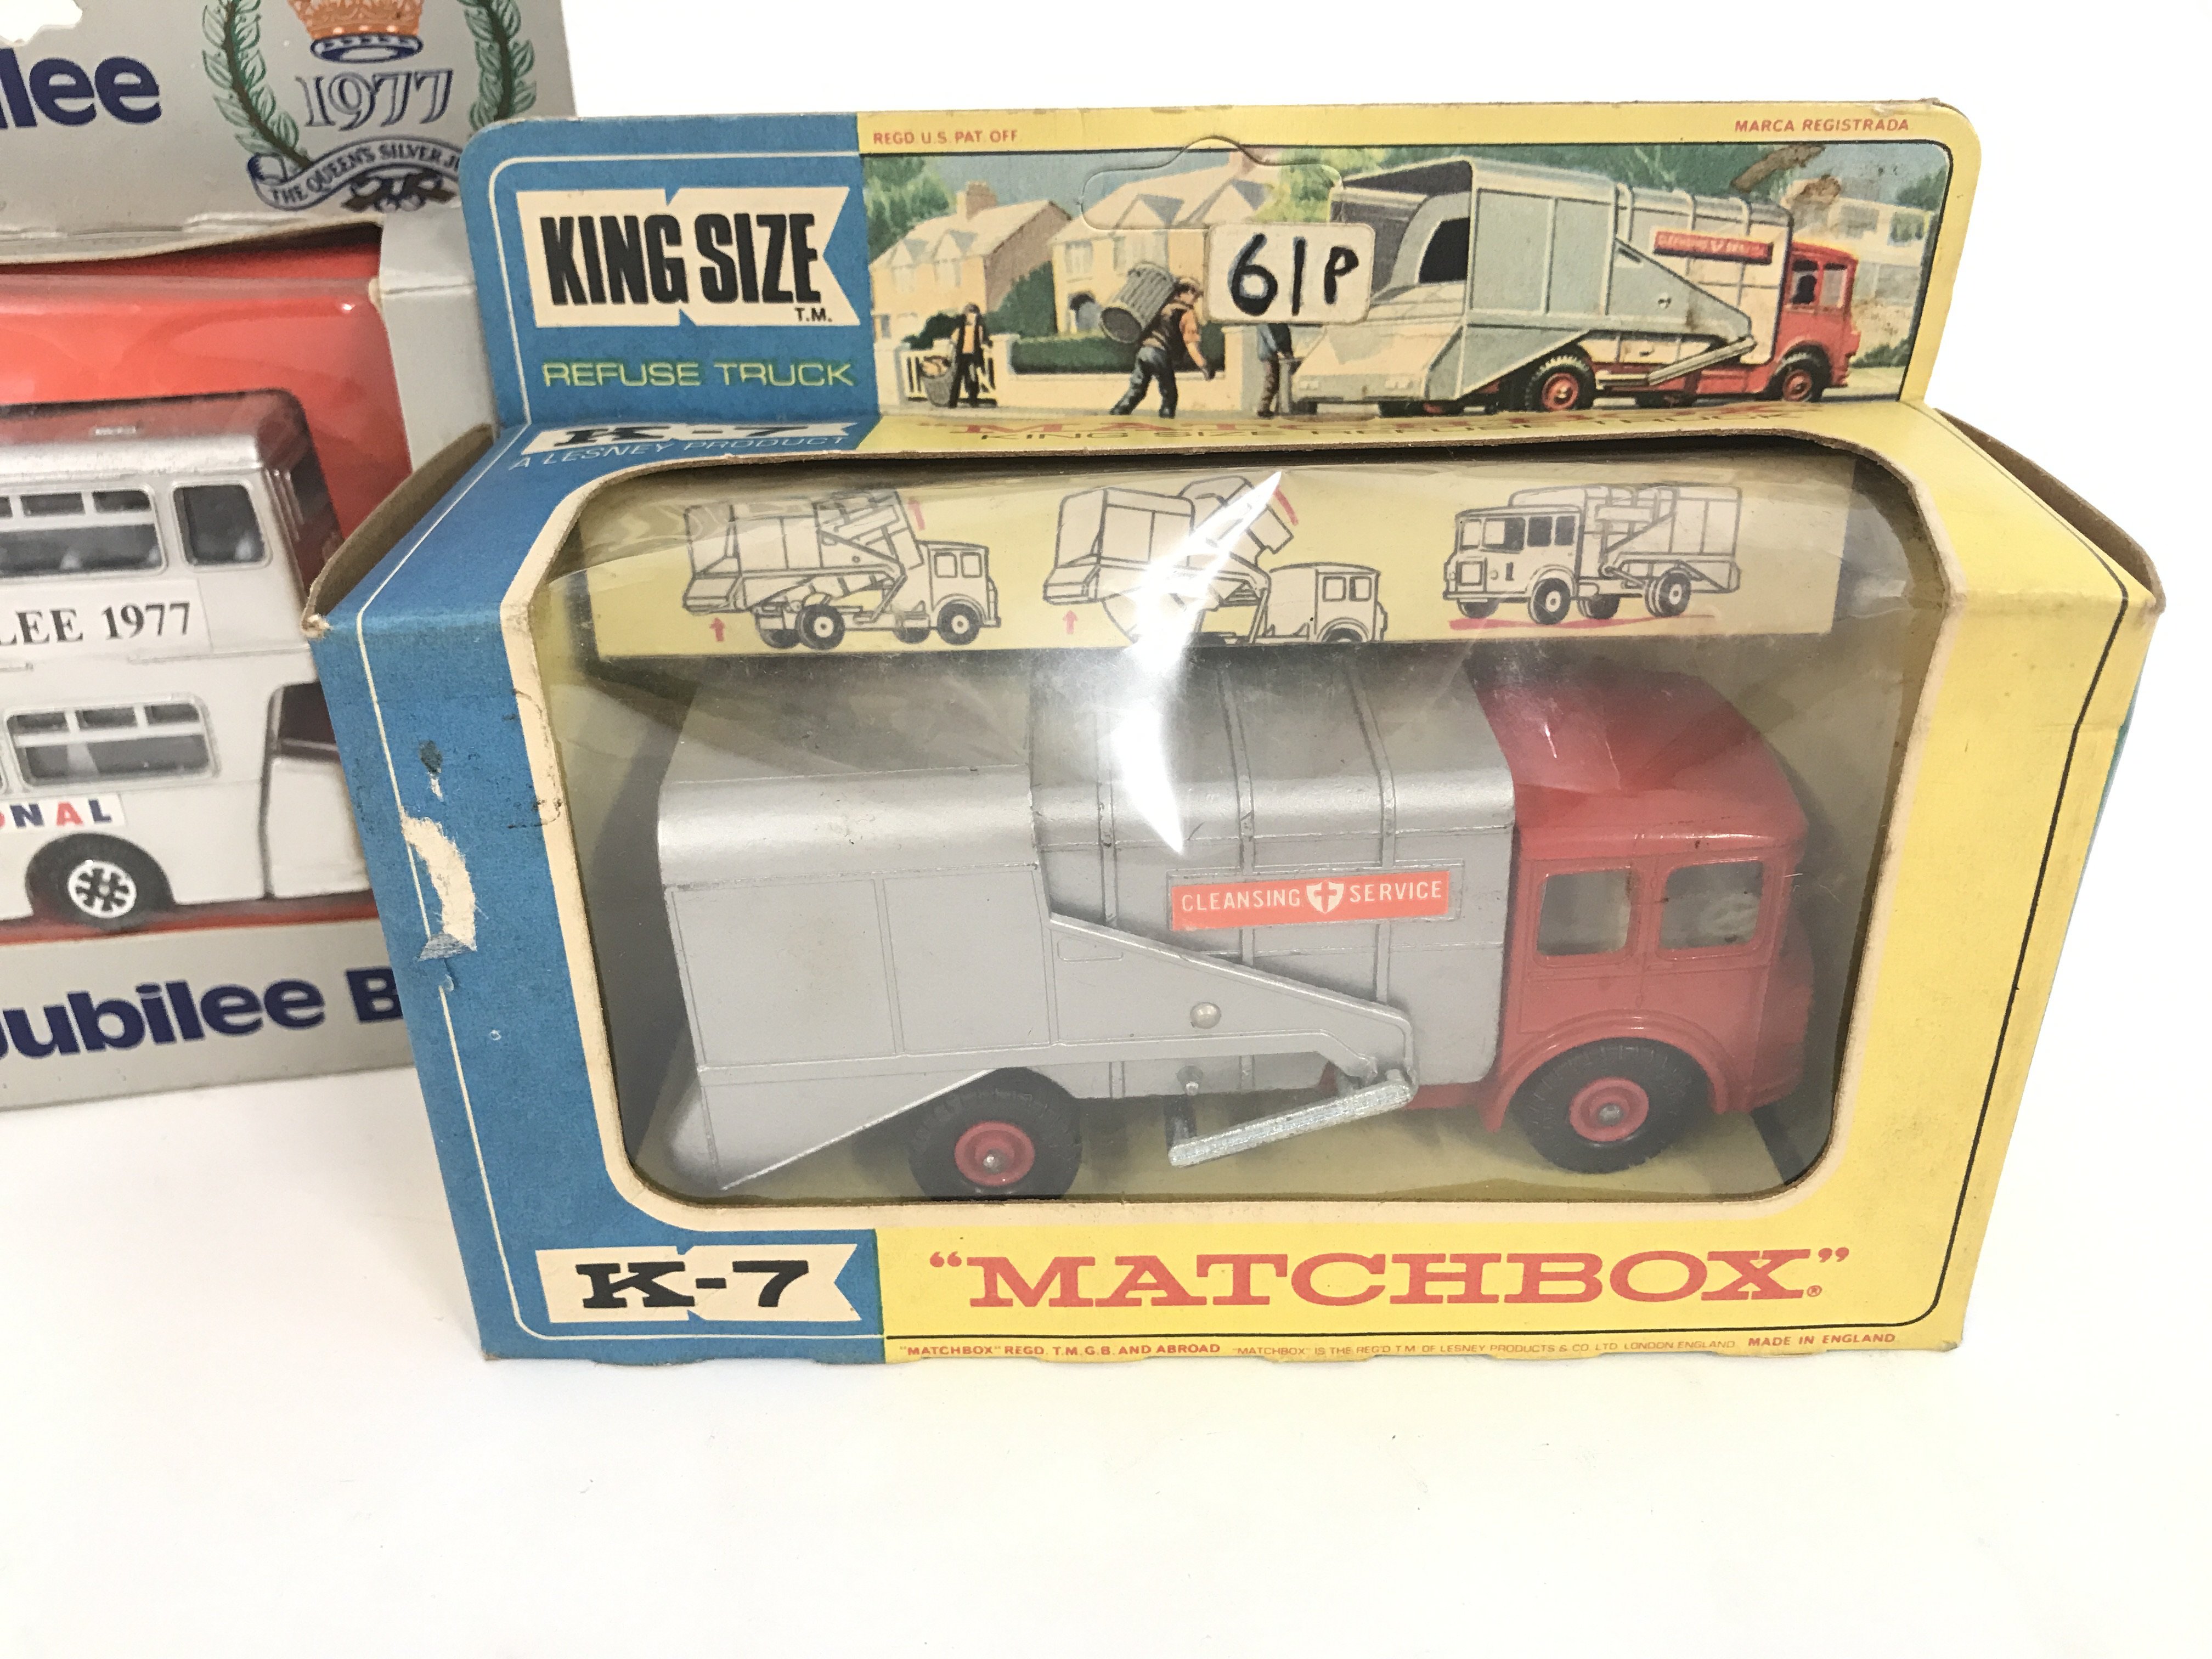 lee
1977
THE QUEEN'S SILVER
LEE 1977
NAL
Jubilee B
REGD. U.S. PAT. OFF
MARCA REGISTRADA
KING SIZE
T.M.
REFUSE TRUCK
61P
K-7
A LESNEY PRODUCT
CLEANSING SERVICE
K-7
"MATCHBOX"®
"MATCHBOX" REGD. T.M. G.B. AND ABROAD "MATCHBOX" IS THE REG'D T.M. OF LESNEY PRODUCTS & CO. LTD. LONDON ENGLAND MADE IN ENGLAND